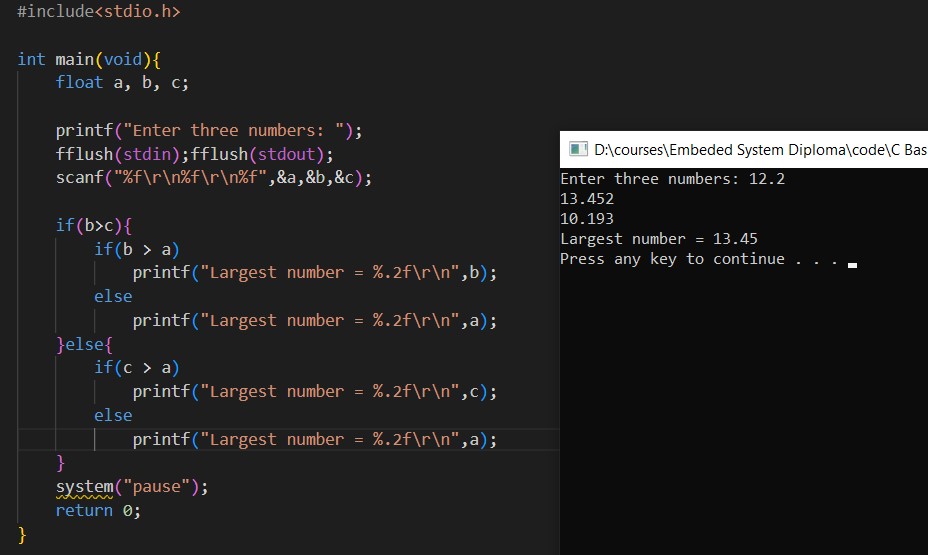 #include<stdio.h>
int main(void){
float a, b, c;
printf("Enter three numbers: ");
fflush(stdin);fflush(stdout);
scanf("%f\r\n%f\r\n%f",&a,&b,&c);
if(b>c){
if(b > a)
printf("Largest number = %.2f\r\n",b);
else
printf("Largest number = %.2f\r\n",a);
}else{
if(c > a)
printf("Largest number = %.2f\r\n",c);
else
printf("Largest number = %.2f\r\n",a);
}
system("pause");
return 0;
}
D:\courses\Embeded System Diploma\code\C Bas
Enter three numbers: 12.2
13.452
10.193
Largest number = 13.45
Press any key to continue . . .